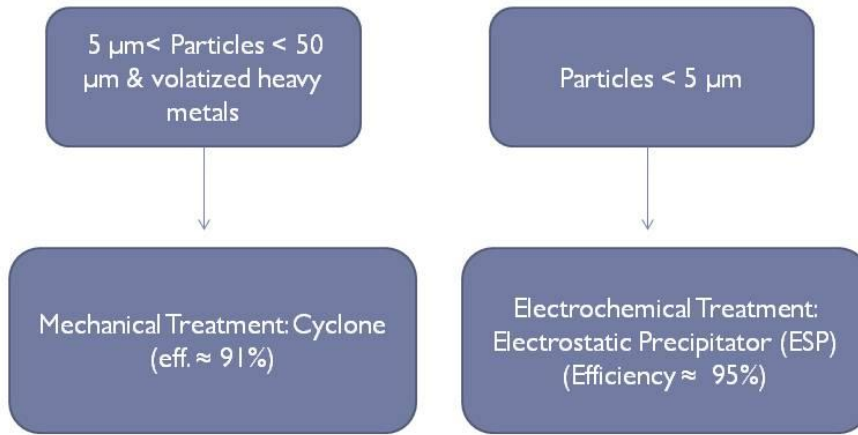 5 µm< Particles < 50
µm & volatized heavy
metals
Particles < 5 µm
Mechanical Treatment: Cyclone
(eff. ≈ 91%)
Electrochemical Treatment:
Electrostatic Precipitator (ESP)
(Efficiency ≈ 95%)